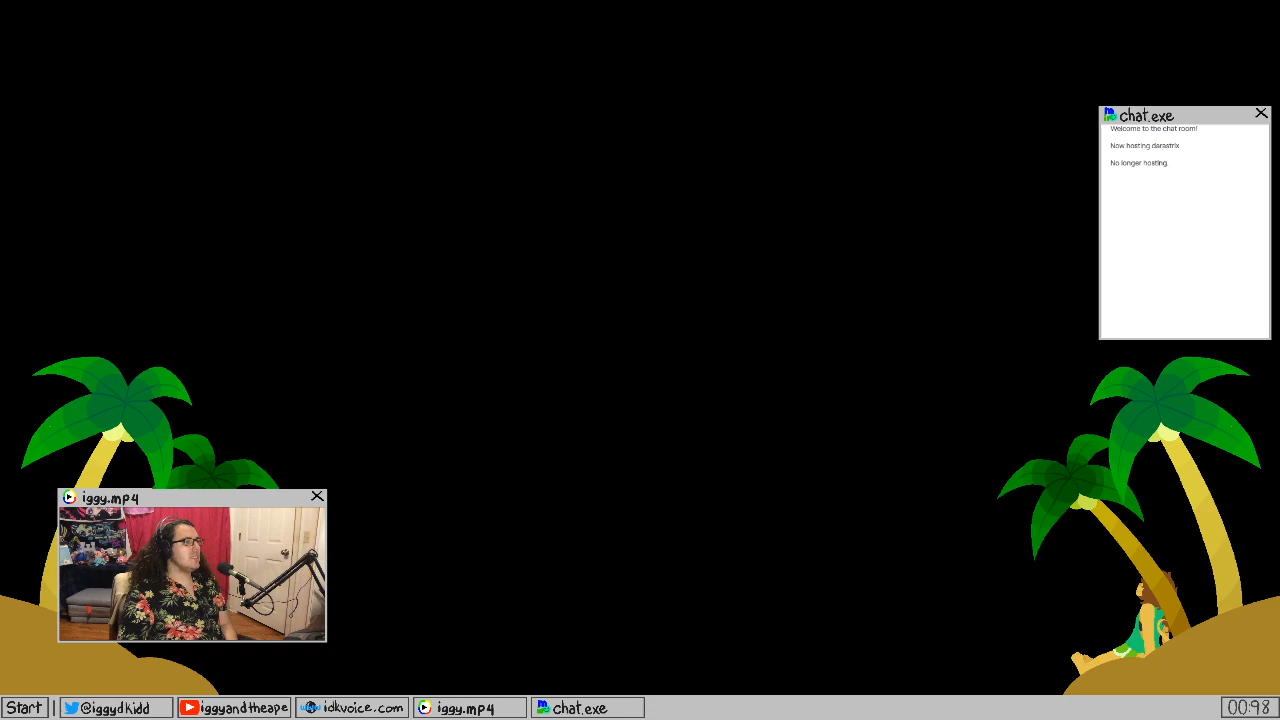 chat.exe
Welcome to the chat room!
Now hosting darastrix
No longer hosting.
iggy.mp4
Start | @iggydkidd iggyandtheape www idkvoice.com iggy.mp4 chat.exe 00:98